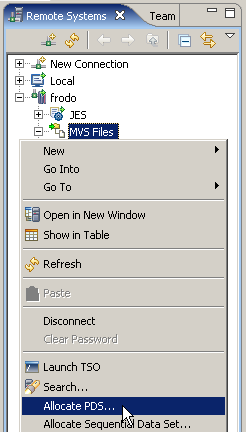 Remote Systems Team
New Connection
Local
frodo
JES
MVS Files
New
Go Into
Go To
Open in New Window
Show in Table
Refresh
Paste
Disconnect
Clear Password
Launch TSO
Search...
Allocate PDS...
Allocate Sequential Data Set...